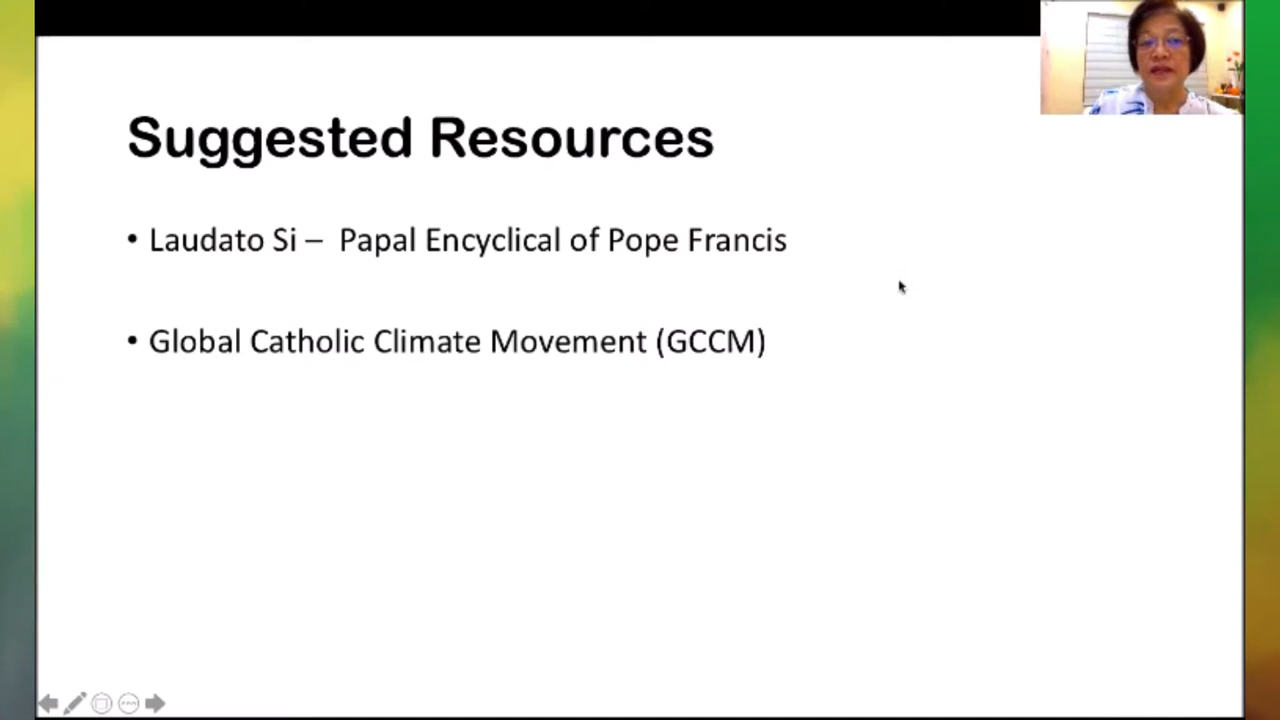 Suggested Resources
• Laudato Si – Papal Encyclical of Pope Francis
• Global Catholic Climate Movement (GCCM)